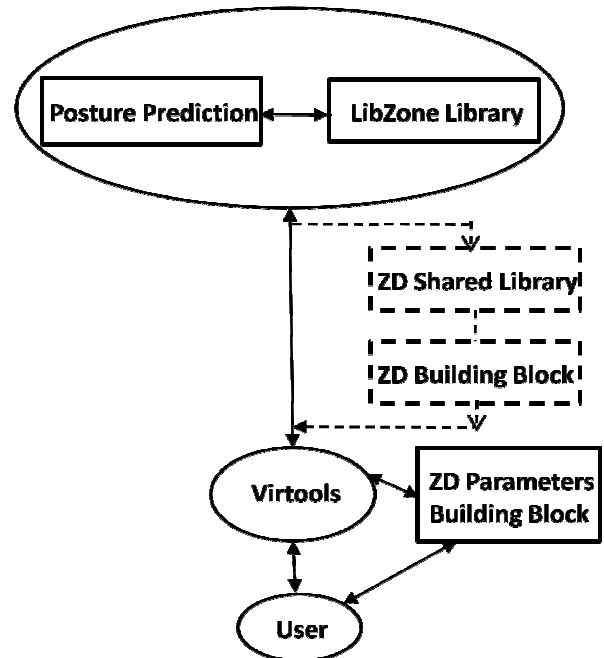 Posture Prediction
LibZone Library
ZD Shared Library
ZD Building Block
Virtools
ZD Parameters
Building Block
User